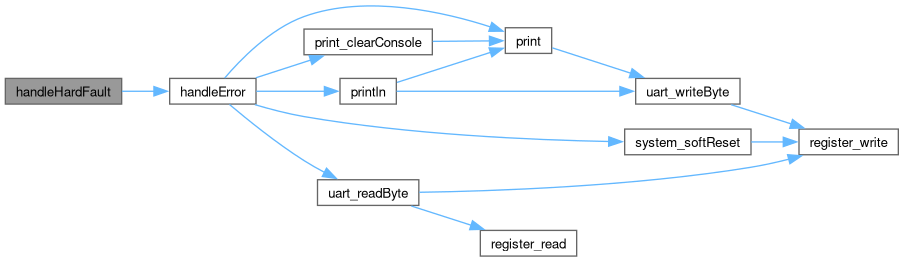 handleHardFault
handleError
print_clearConsole
println
print
uart_writeByte
system_softReset
register_write
uart_readByte
register_read